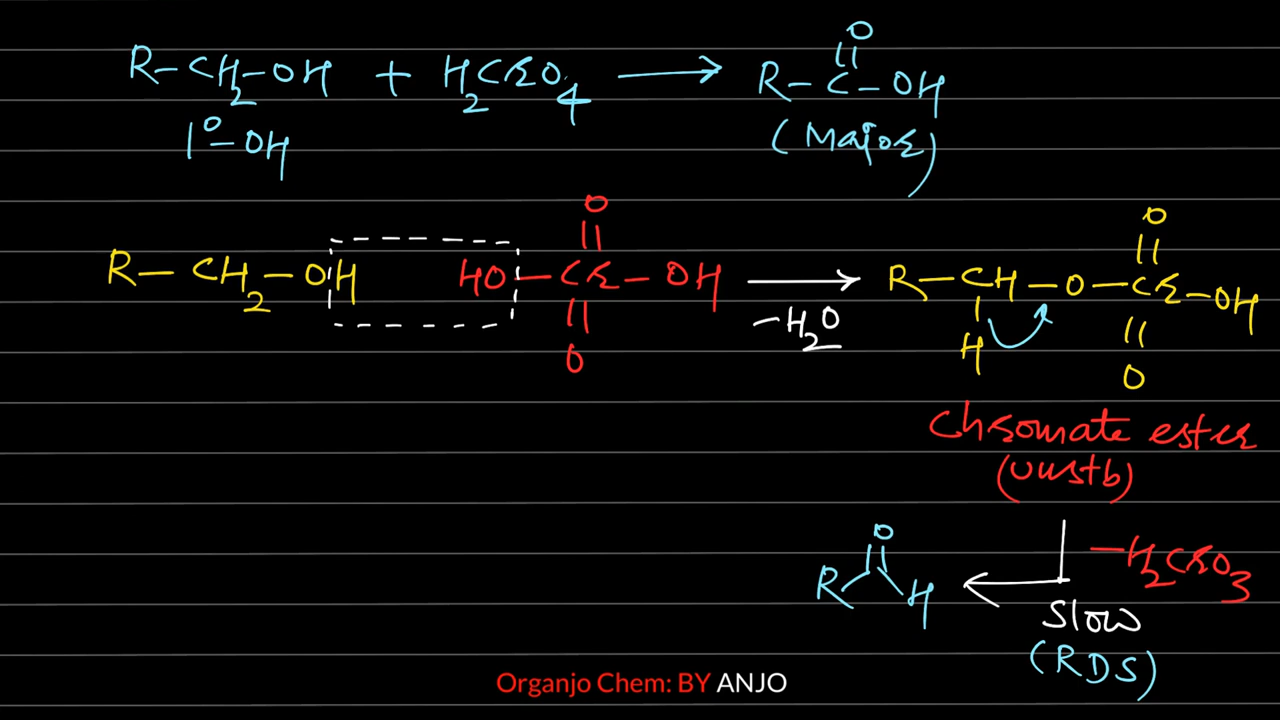 R-CH₂-OH + H₂CrO₄ ⟶ R-C(=O)-OH
1°-OH (Major)
R-CH₂-OH HO-Cr(=O)(=O)-OH ⟶ -H₂O R-CH(H)-O-Cr(=O)(=O)-OH
Chromate ester
(unstb)
-H₂CrO₃
R-C(=O)-H ⟵ Slow
(RDS)
Organjo Chem: BY ANJO